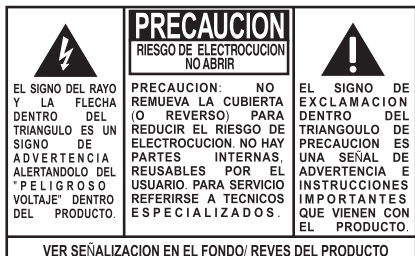 PRECAUCION
RIESGO DE ELECTROCUCION
NO ABRIR
EL SIGNO DEL RAYO
Y LA FLECHA
DENTRO DEL
TRIANGULO ES UN
SIGNO DE
ADVERTENCIA
ALERTANDOLO DEL
"PELIGROSO
VOLTAJE" DENTRO
DEL PRODUCTO.
PRECAUCION: NO
REMUEVA LA CUBIERTA
(O REVERSO) PARA
REDUCIR EL RIESGO DE
ELECTROCUCION. NO HAY
PARTES INTERNAS,
REUSABLES POR EL
USUARIO. PARA SERVICIO
REFERIRSE A TECNICOS
ESPECIALIZADOS.
EL SIGNO DE
EXCLAMACION
DENTRO DEL
TRIANGOULO DE
PRECAUCION ES
UNA SEÑAL DE
ADVERTENCIA E
INSTRUCCIONES
IMPORTANTES
QUE VIENEN CON
EL PRODUCTO.
VER SEÑALIZACION EN EL FONDO/ REVES DEL PRODUCTO